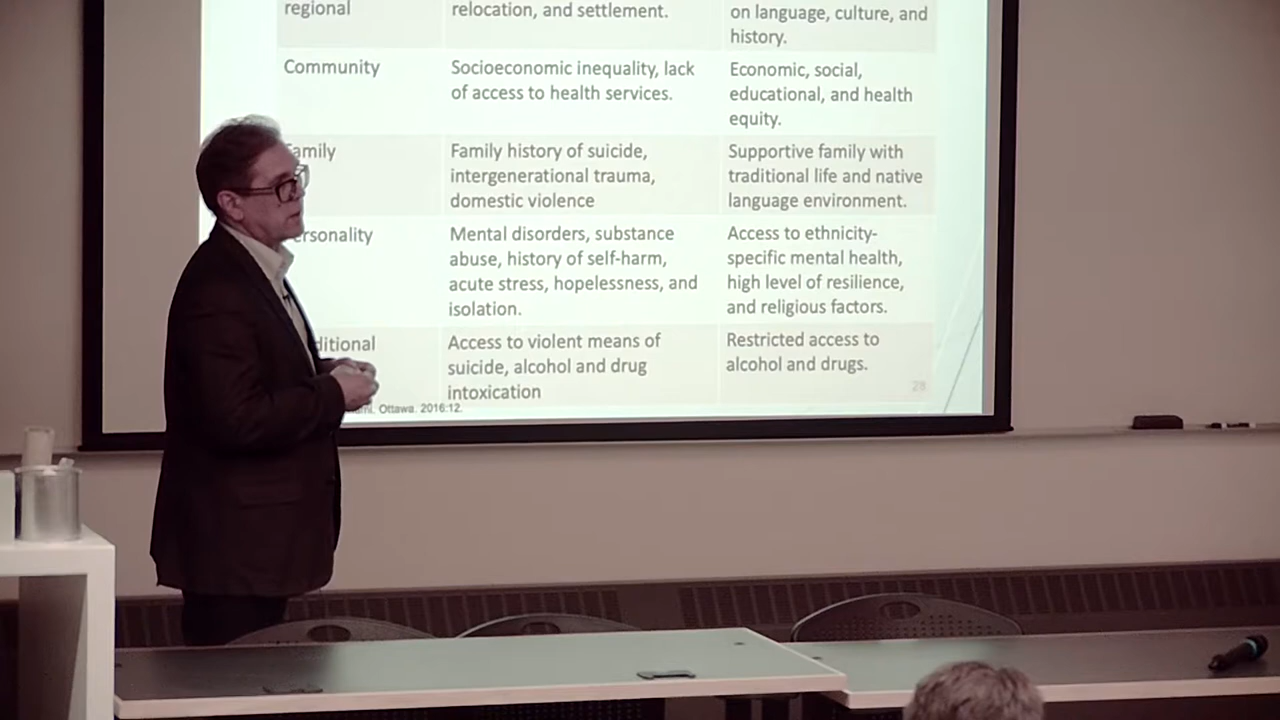 regional
relocation, and settlement.
on language, culture, and
history.
Community
Socioeconomic inequality, lack
of access to health services.
Economic, social,
educational, and health
equity.
amily
Family history of suicide,
intergenerational trauma,
domestic violence
Supportive family with
traditional life and native
language environment.
ersonality
Mental disorders, substance
abuse, history of self-harm,
acute stress, hopelessness, and
isolation.
Access to ethnicity-
specific mental health,
high level of resilience,
and religious factors.
ditional
Access to violent means of
suicide, alcohol and drug
intoxication
Restricted access to
alcohol and drugs.
28
Ottawa. 2016:12.